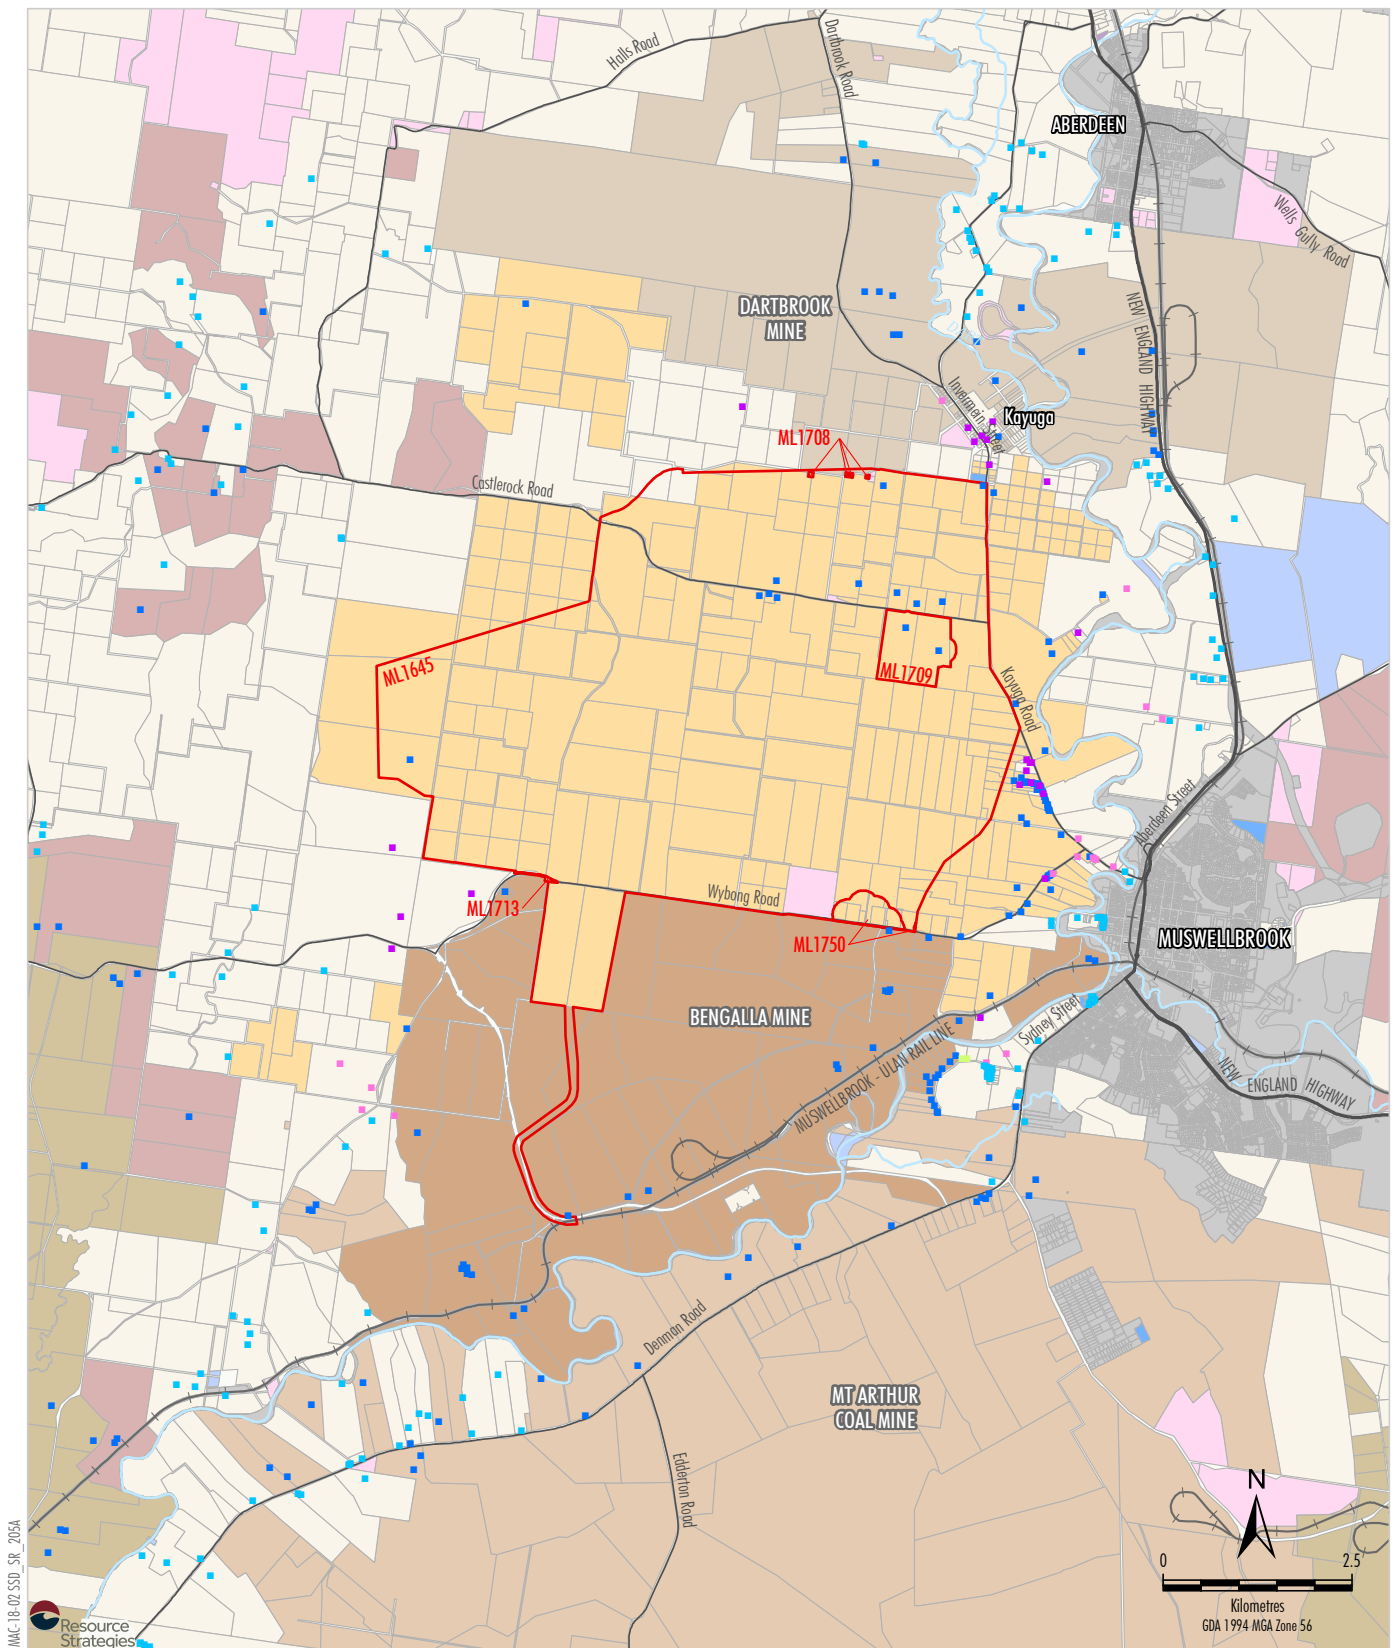 Halls Road
Dartbrook Road
ABERDEEN
Wells Gully Road
DARTBROOK
MINE
NEW ENGLAND HIGHWAY
Invermein Street
Kayuga
ML1708
Castlerock Road
ML1645
ML1709
Kayuga Road
Aberdeen Street
Wybong Road
ML1713
ML1750
MUSWELLBROOK
BENGALLA MINE
Sydney Street
MUSWELLBROOK - ULAN RAIL LINE
NEW ENGLAND HIGHWAY
Denman Road
MT ARTHUR
COAL MINE
Edderton Road
N
0 2.5
Kilometres
GDA 1994 MGA Zone 56
MAC-18-02 SSD_SR_205A
Resource
Strategies